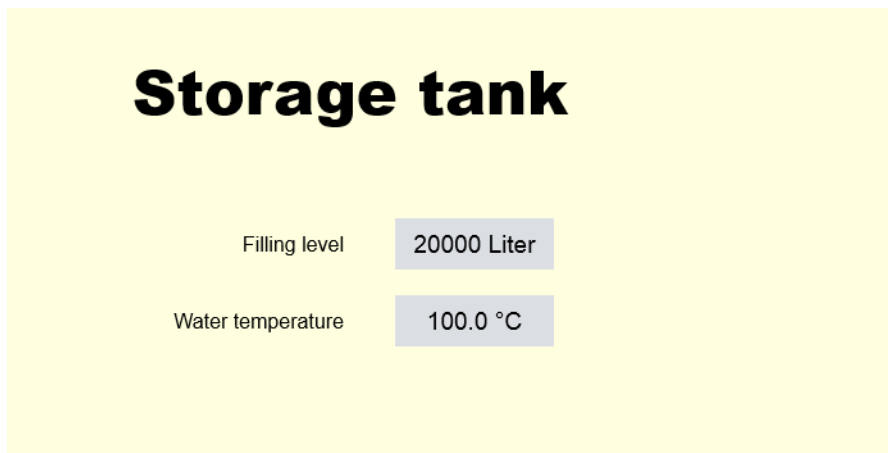 Storage tank
Filling level 20000 Liter
Water temperature 100.0 °C